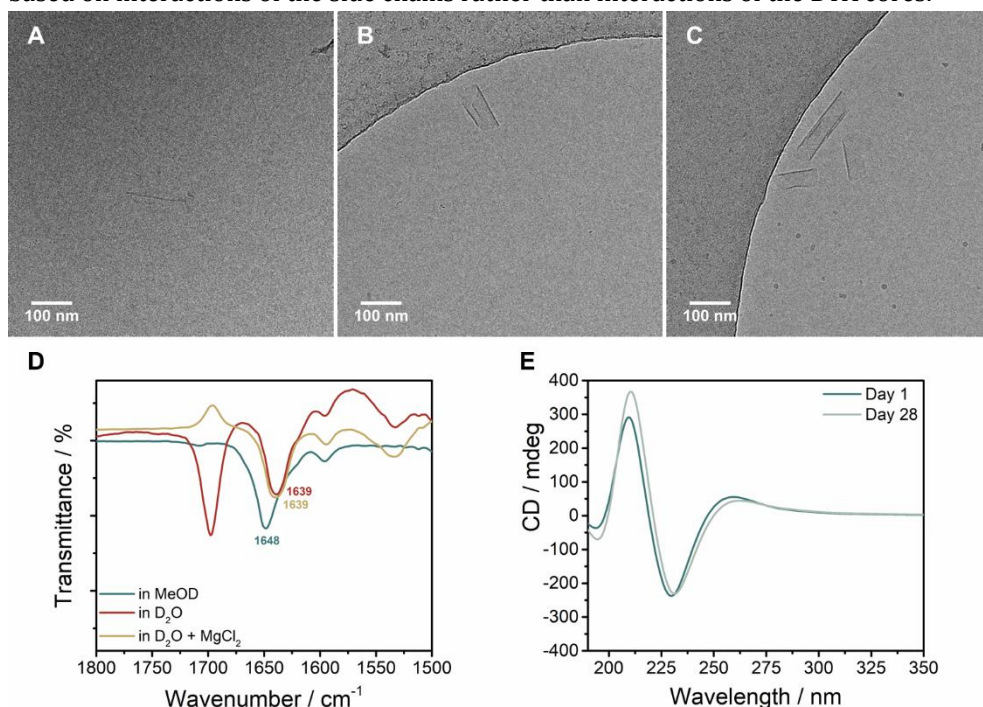 based on interactions of the side chains rather than interactions of the cores.
A
B
C
100 nm
100 nm
100 nm
D
Transmittance / %
1639
1639
1648
in MeOD
in D₂O
in D₂O + MgCl₂
1800 1750 1700 1650 1600 1550 1500
Wavenumber / cm⁻¹
E
Day 1
Day 28
CD / mdeg
400
300
200
100
0
-100
-200
-300
-400
200 225 250 275 300 325 350
Wavelength / nm